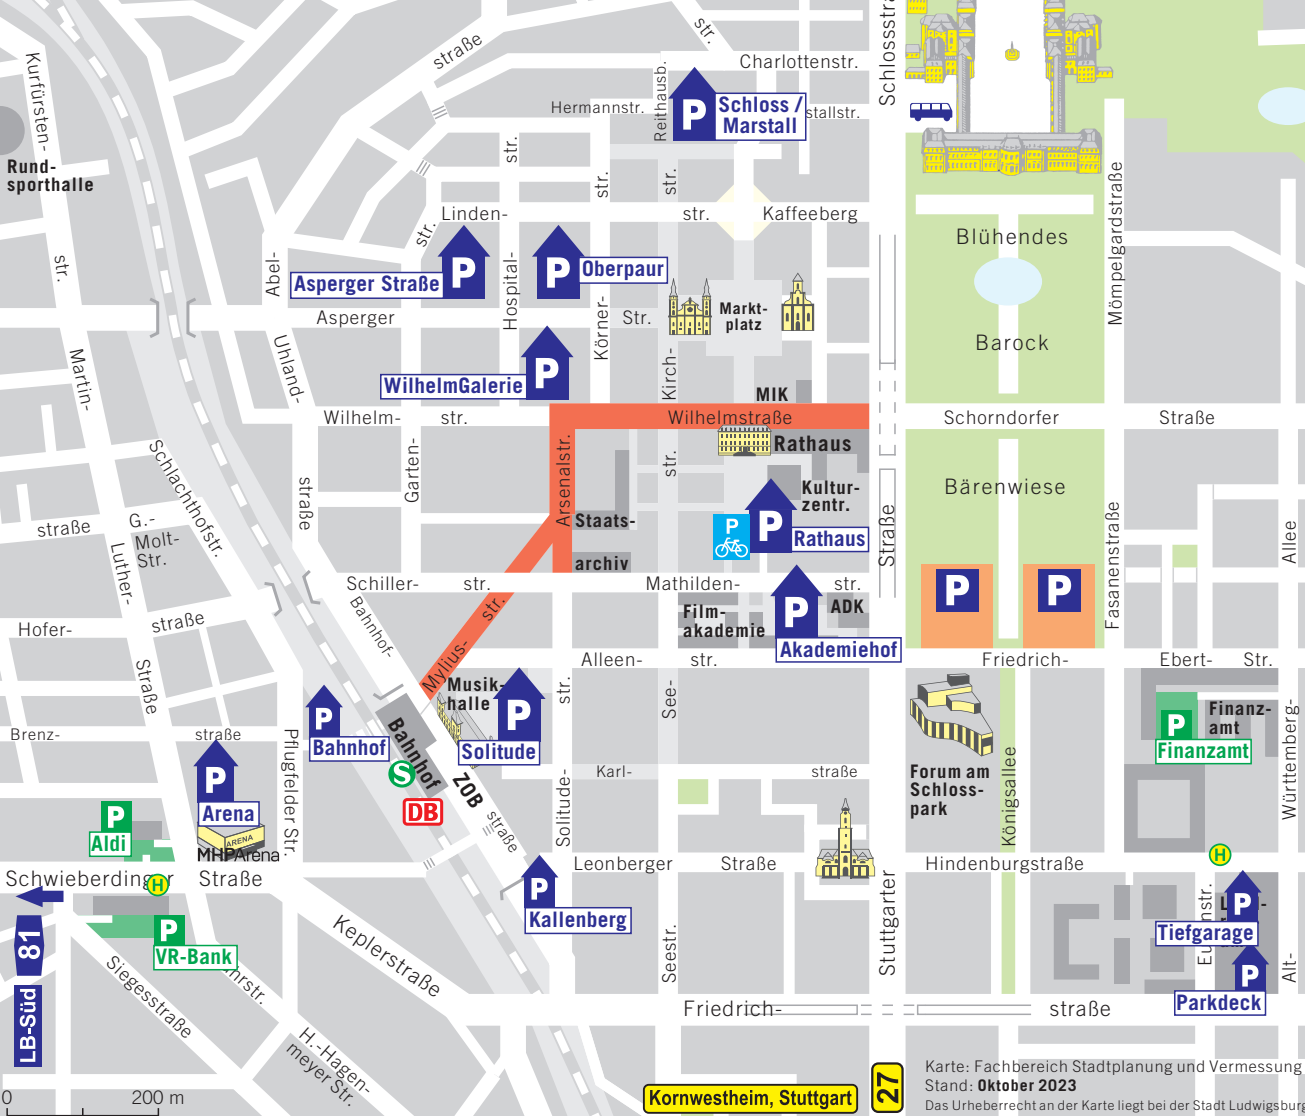 str.
straße
Schlossstra
Charlottenstr.
Kurfürsten-
Hermannstr.
Reithausb.
P
Schloss /
Marstall
stallstr.
Rund-
sporthalle
str.
str.
str.
Mömpelgardstraße
Linden-
str.
Kaffeeberg
str.
Blühendes
str.
Abel-
Asperger Straße
P
P
Oberpaur
Hospital-
Körner-
Asperger
Str.
Markt-
platz
Barock
Uhland-
Martin-
WilhelmGalerie
P
Kirch-
MIK
Wilhelm-
str.
Wilhelmstraße
Schorndorfer
Straße
Rathaus
Schlachthofstr.
Garten-
Arsenalstr.
str.
straße
Kultur-
zentr.
Bärenwiese
straße
G.-
Molt-
Str.
Luther-
Staats-
archiv
P
P
Rathaus
Straße
Fasanenstraße
Allee
Schiller-
str.
Mathilden-
str.
Bahnhof-
str.
Film-
akademie
P
ADK
P
P
Hofer-
straße
Akademiehof
Mylius-
Alleen-
str.
Friedrich-
Ebert-
Str.
Straße
Musik-
halle
P
Solitude
str.
See-
P
Bahnhof
Bahnhof
S
DB
ZOB
straße
P
Finanz-
amt
Finanzamt
Württemberg-
Brenz-
straße
Pflugfelder Str.
P
Arena
ARENA
MHPArena
Karl-
straße
Forum am
Schloss-
park
Königsallee
Solitude-
P
Aldi
H
Schwieberdinger
Straße
Leonberger
Straße
Hindenburgstraße
H
P
Kallenberg
Stuttgarter
81
LB-Süd
P
VR-Bank
Keplerstraße
Siegesstraße
Seestr.
P
Tiefgarage
P
Parkdeck
Alt-
H.-Hagen-
meyer Str.
Friedrich-
straße
0
200 m
Kornwestheim, Stuttgart
27
Karte: Fachbereich Stadtplanung und Vermessung
Stand: Oktober 2023
Das Urheberrecht an der Karte liegt bei der Stadt Ludwigsburg